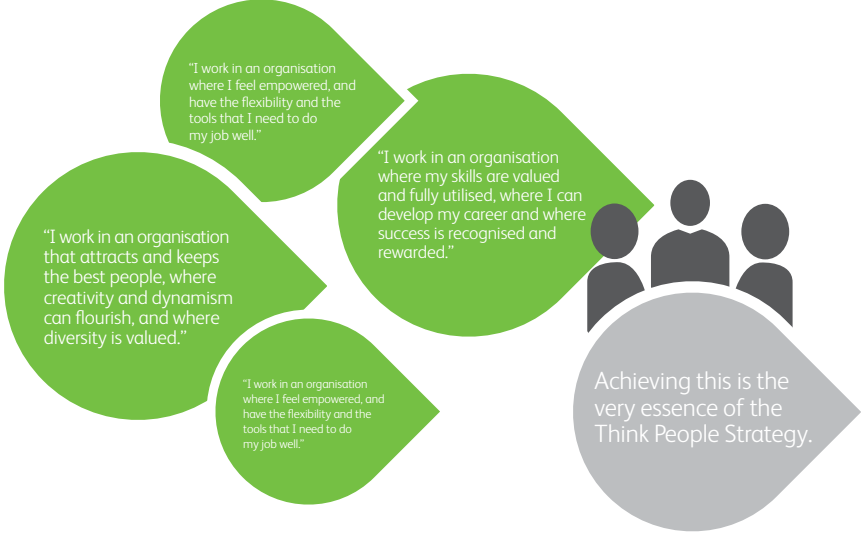 “I work in an organisation
where I feel empowered, and
have the flexibility and the
tools that I need to do
my job well.”
“I work in an organisation
where my skills are valued
and fully utilised, where I can
develop my career and where
success is recognised and
rewarded.”
“I work in an organisation
that attracts and keeps
the best people, where
creativity and dynamism
can flourish, and where
diversity is valued.”
“I work in an organisation
where I feel empowered, and
have the flexibility and the
tools that I need to do
my job well.”
Achieving this is the
very essence of the
Think People Strategy.